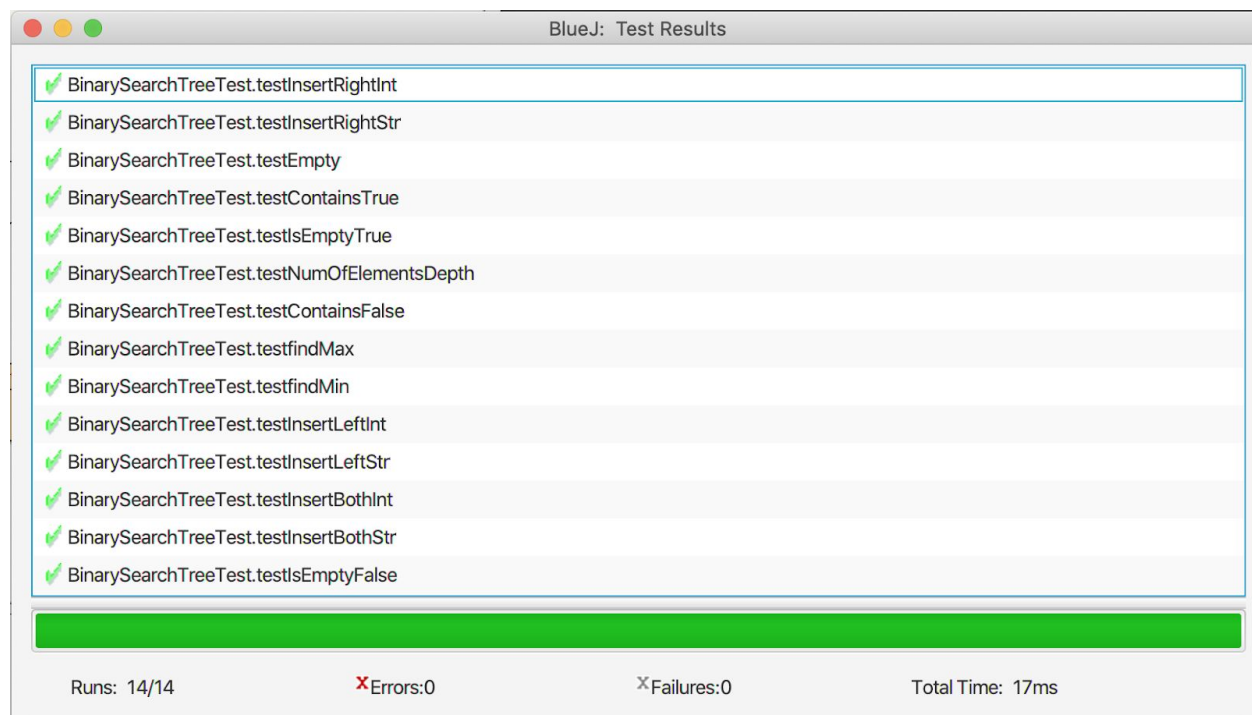 BlueJ: Test Results
BinarySearchTreeTest.testInsertRightInt
BinarySearchTreeTest.testInsertRightStr
BinarySearchTreeTest.testEmpty
BinarySearchTreeTest.testContainsTrue
BinarySearchTreeTest.testIsEmptyTrue
BinarySearchTreeTest.testNumOfElementsDepth
BinarySearchTreeTest.testContainsFalse
BinarySearchTreeTest.testfindMax
BinarySearchTreeTest.testfindMin
BinarySearchTreeTest.testInsertLeftInt
BinarySearchTreeTest.testInsertLeftStr
BinarySearchTreeTest.testInsertBothInt
BinarySearchTreeTest.testInsertBothStr
BinarySearchTreeTest.testIsEmptyFalse
Runs: 14/14 XErrors:0 XFailures:0 Total Time: 17ms